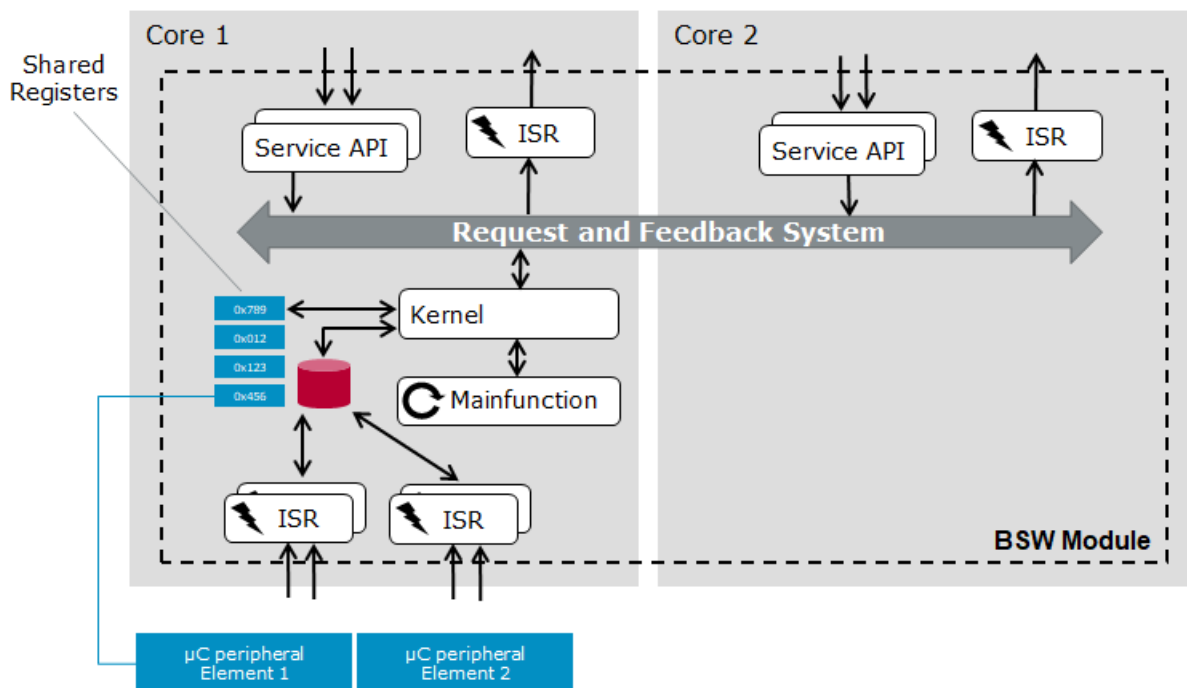 Core 1
Core 2
Shared
Registers
Service API
ISR
Service API
ISR
Request and Feedback System
0x789
0x012
0x123
0x456
Kernel
Mainfunction
ISR
ISR
BSW Module
µC peripheral
Element 1
µC peripheral
Element 2